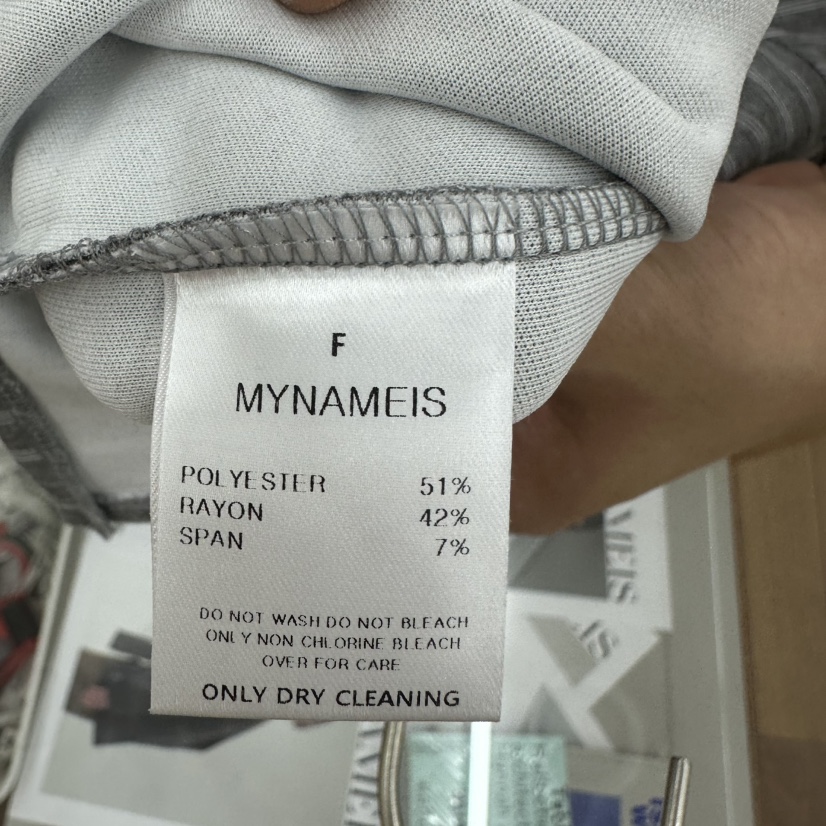 F
MYNAMEIS
POLYESTER 51%
RAYON 42%
SPAN 7%
DO NOT WASH DO NOT BLEACH
ONLY NON CHLORINE BLEACH
OVER FOR CARE
ONLY DRY CLEANING